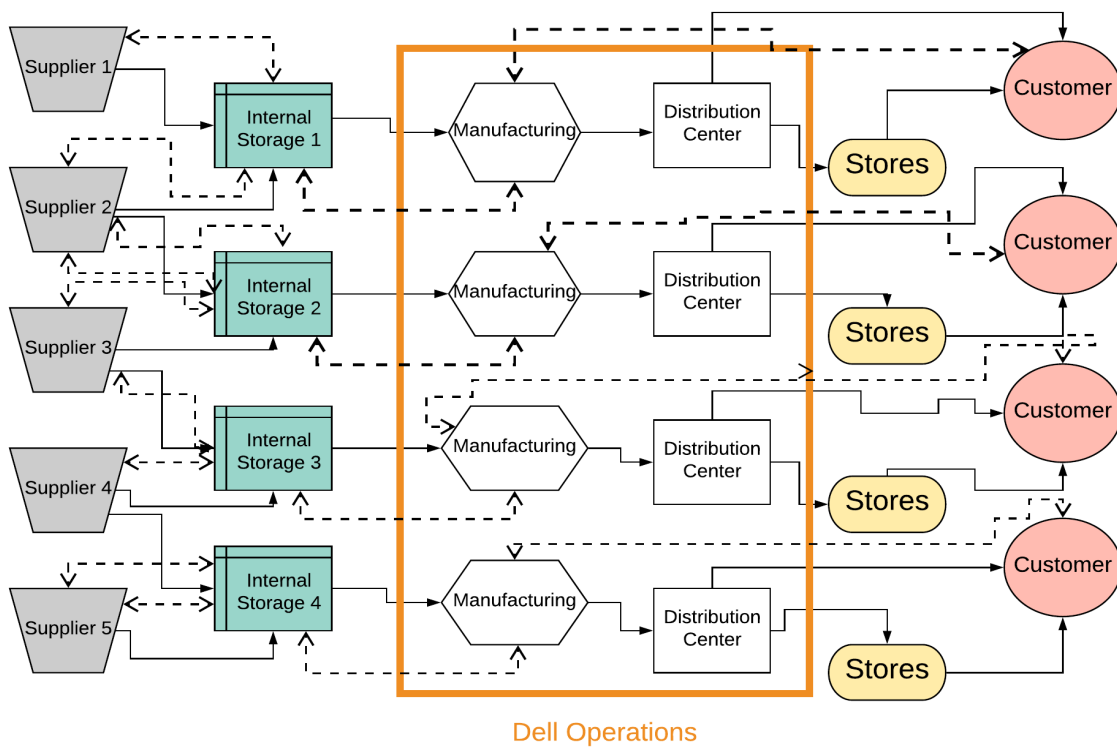 Supplier 1
Internal
Storage 1
Manufacturing
Distribution
Center
Stores
Customer
Supplier 2
Internal
Storage 2
Manufacturing
Distribution
Center
Stores
Customer
Supplier 3
Internal
Storage 3
Manufacturing
Distribution
Center
Stores
Customer
Supplier 4
Internal
Storage 4
Manufacturing
Distribution
Center
Stores
Customer
Supplier 5
Dell Operations